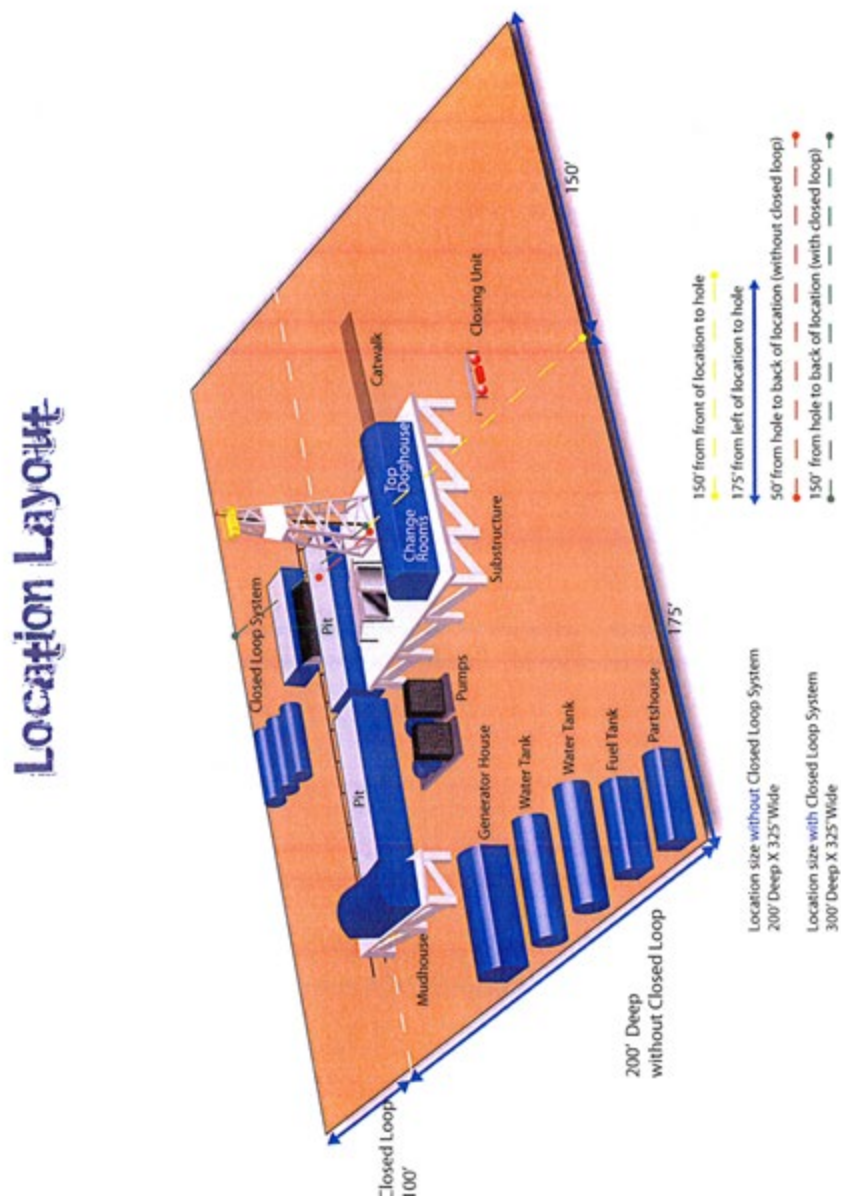 Location Layout
Closed Loop System
Pit
Pit
Catwalk
Top
Doghouse
Change
Rooms
Closing Unit
Substructure
Pumps
Mudhouse
Generator House
Water Tank
Water Tank
Fuel Tank
Partshouse
150'
175'
Closed Loop
100'
200' Deep
without Closed Loop
150' from front of location to hole
175' from left of location to hole
50' from hole to back of location (without closed loop)
150' from hole to back of location (with closed loop)
Location size without Closed Loop System
200' Deep X 325' Wide
Location size with Closed Loop System
300' Deep X 325' Wide